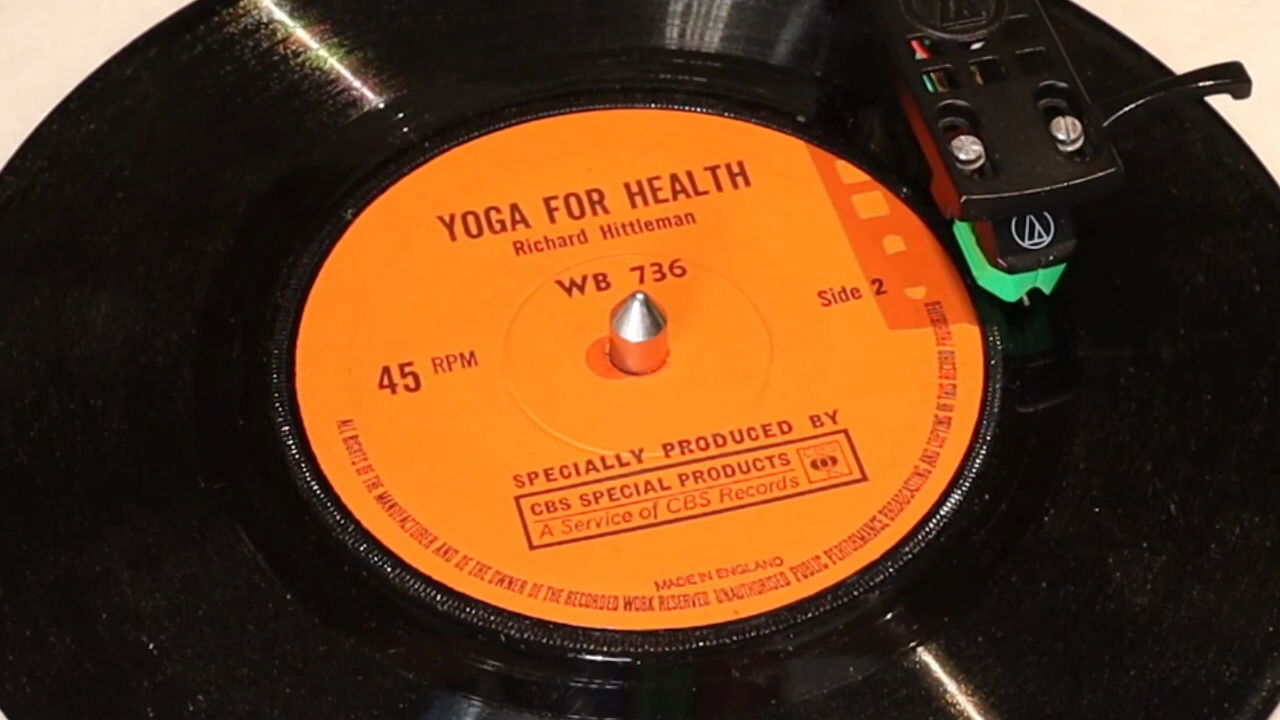 YOGA FOR HEALTH
Richard Hittleman
WB 736
Side 2
45 RPM
SPECIALLY PRODUCED BY
CBS SPECIAL PRODUCTS
A Service of CBS Records
MADE IN ENGLAND
ALL RIGHTS OF THE MANUFACTURER AND OF THE OWNER OF THE RECORDED WORK RESERVED UNAUTHORISED PUBLIC PERFORMANCE BROADCASTING AND COPYING OF THIS RECORD PROHIBITED